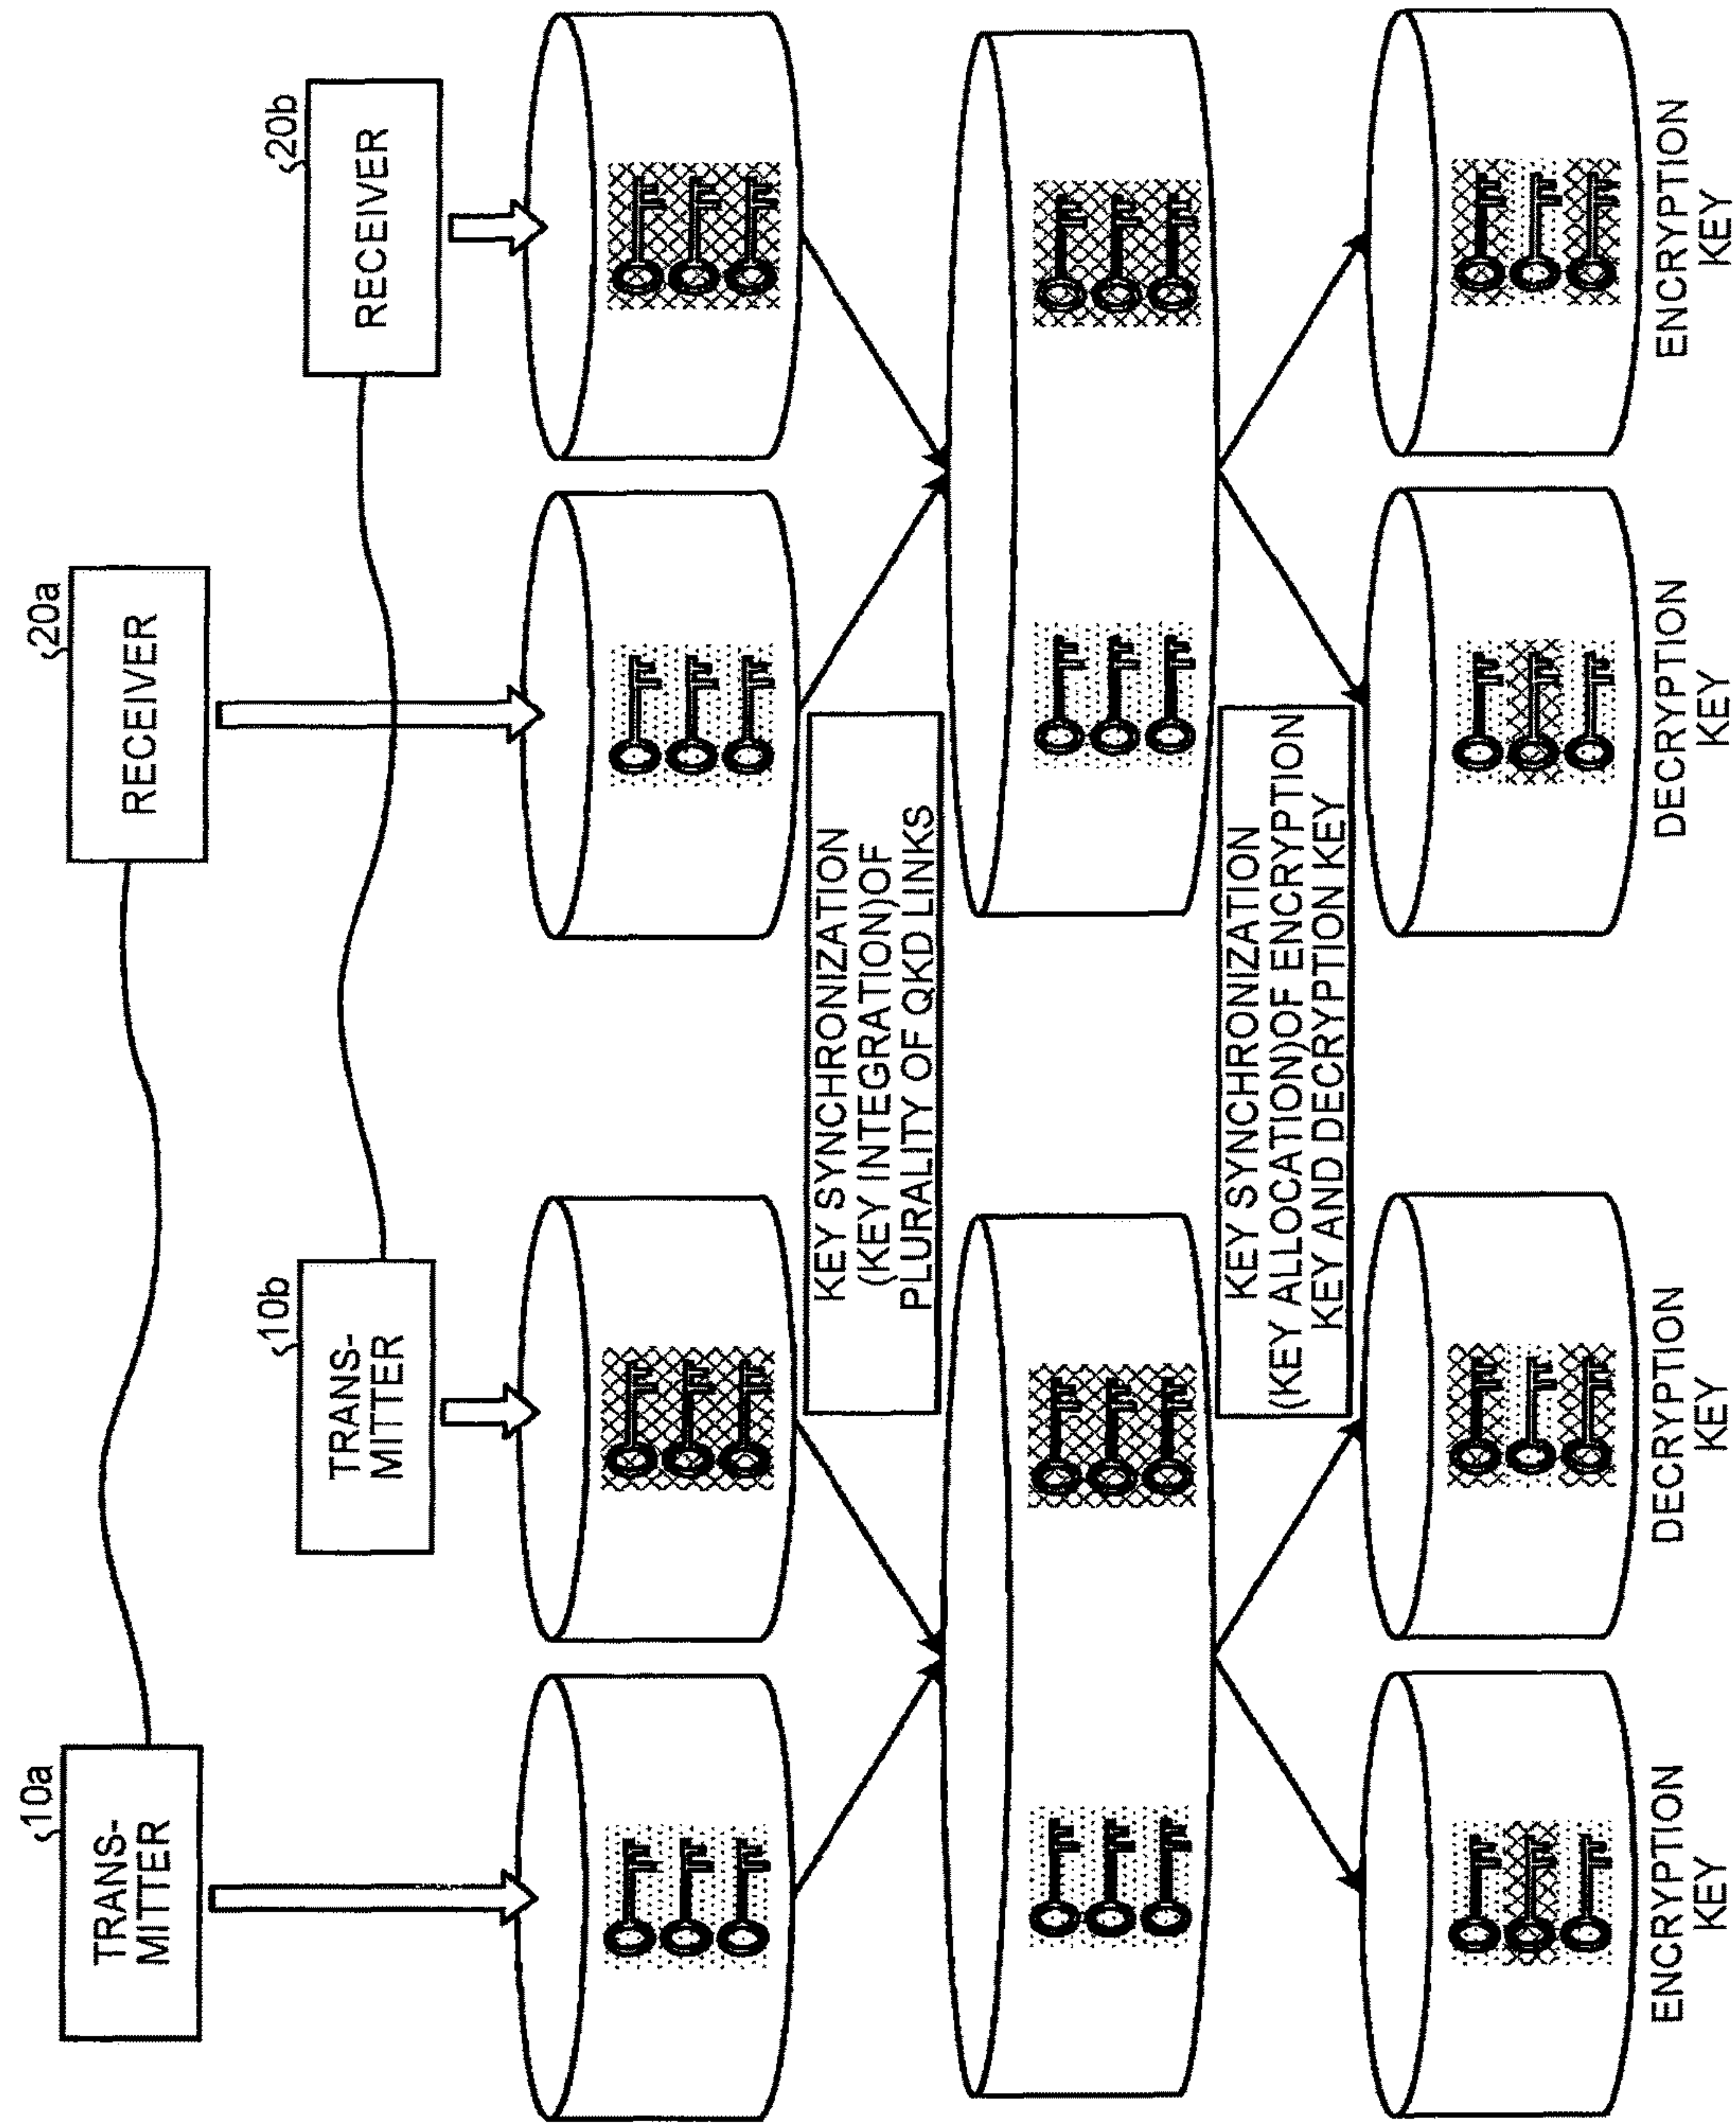 10a
TRANS-
MITTER
20a
RECEIVER
10b
TRANS-
MITTER
20b
RECEIVER
KEY SYNCHRONIZATION
(KEY INTEGRATION)OF
PLURALITY OF QKD LINKS
KEY SYNCHRONIZATION
(KEY ALLOCATION)OF ENCRYPTION
KEY AND DECRYPTION KEY
ENCRYPTION
KEY
DECRYPTION
KEY
DECRYPTION
KEY
ENCRYPTION
KEY